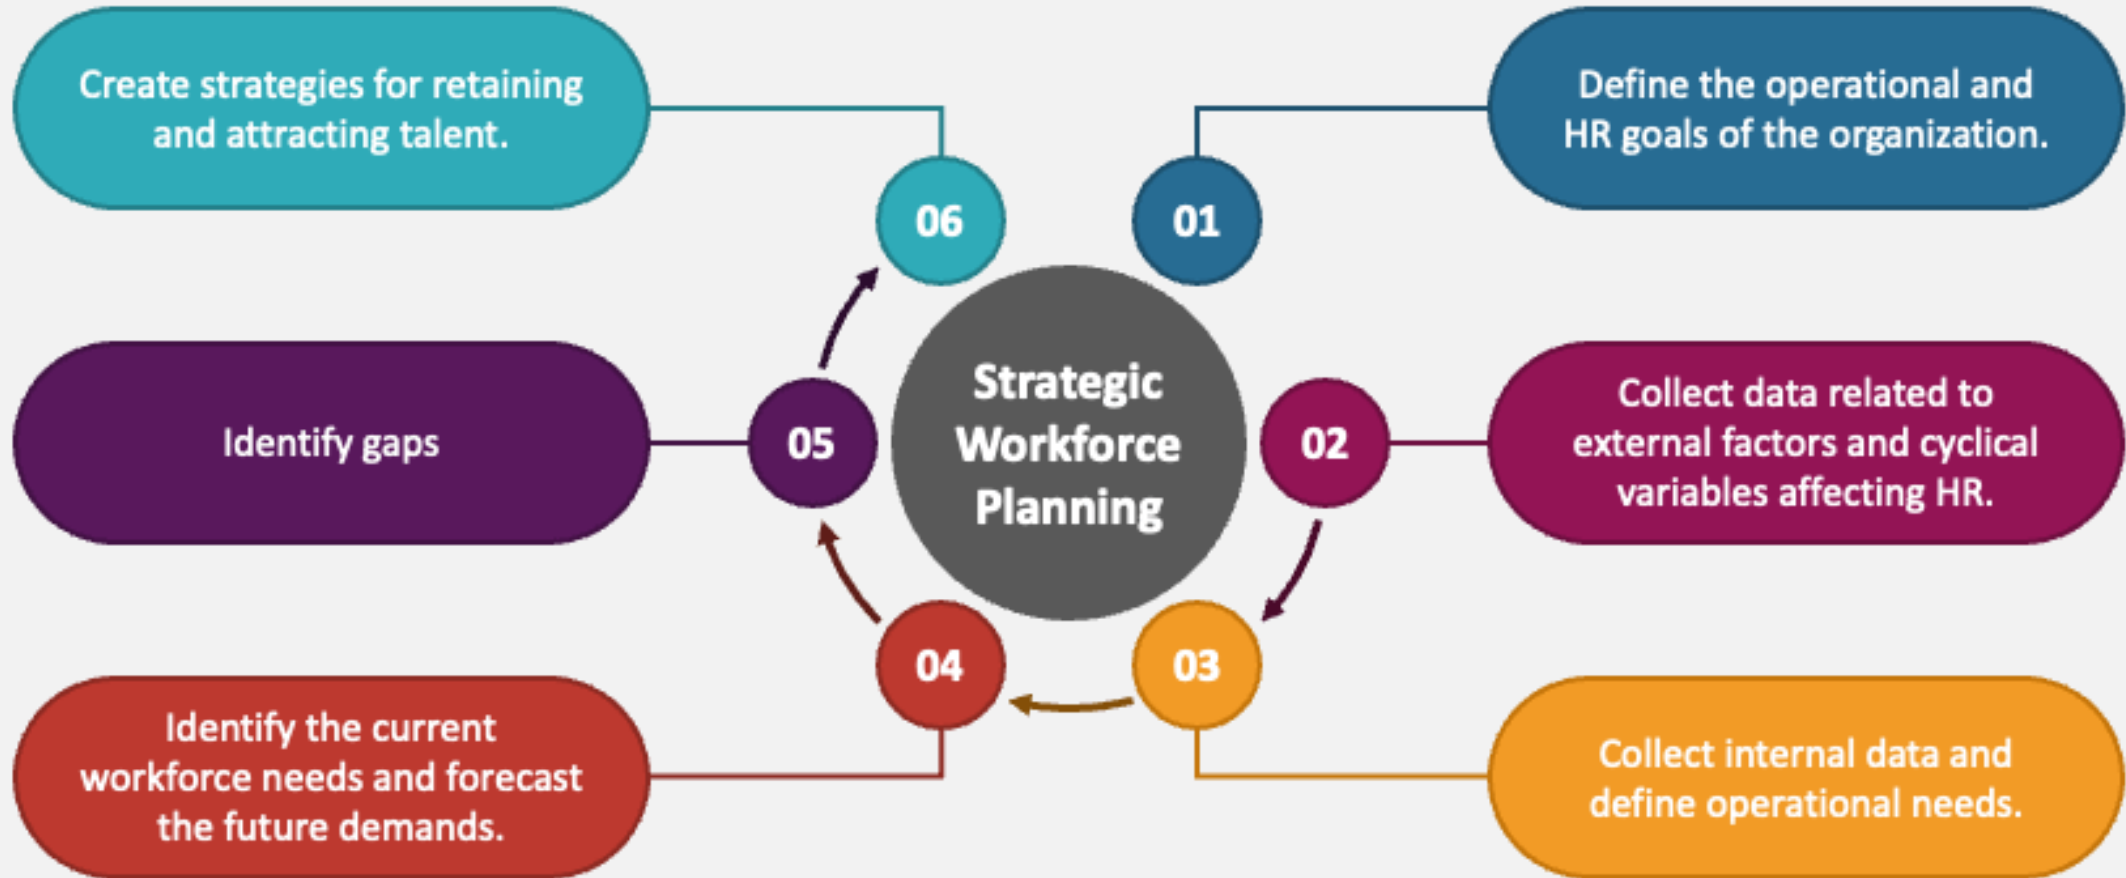 Create strategies for retaining
and attracting talent.
Define the operational and
HR goals of the organization.
06
01
Strategic
Workforce
Planning
Identify gaps
05
02
Collect data related to
external factors and cyclical
variables affecting HR.
04
03
Identify the current
workforce needs and forecast
the future demands.
Collect internal data and
define operational needs.